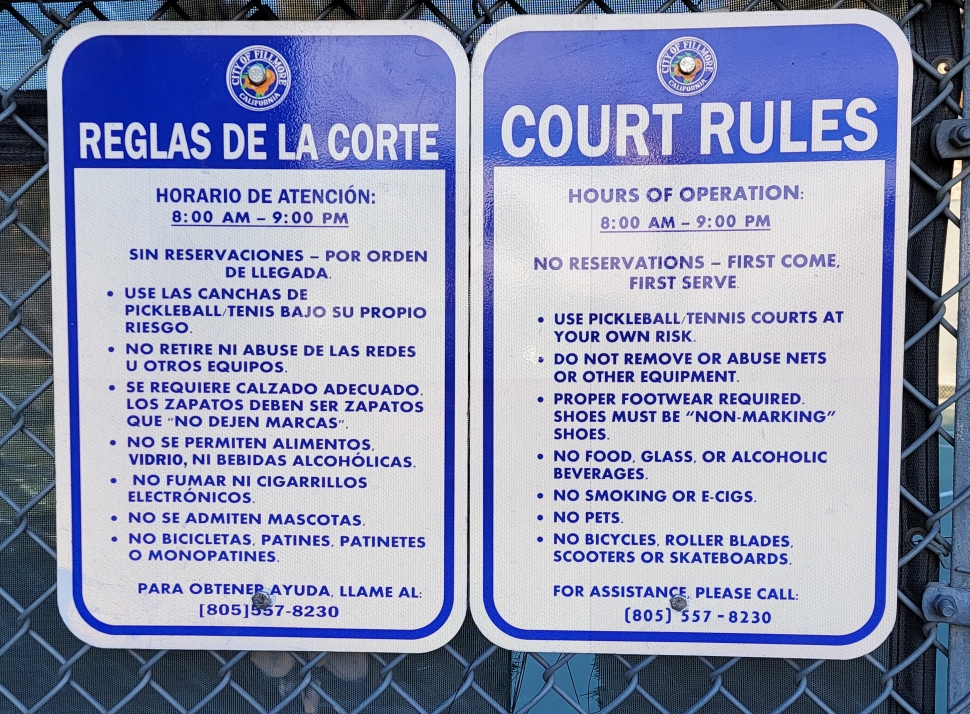 CITY OF FILLMORE
CALIFORNIA
REGLAS DE LA CORTE
HORARIO DE ATENCIÓN:
8:00 AM – 9:00 PM
SIN RESERVACIONES – POR ORDEN
DE LLEGADA.
• USE LAS CANCHAS DE
PICKLEBALL/TENIS BAJO SU PROPIO
RIESGO.
• NO RETIRE NI ABUSE DE LAS REDES
U OTROS EQUIPOS.
• SE REQUIERE CALZADO ADECUADO.
LOS ZAPATOS DEBEN SER ZAPATOS
QUE "NO DEJEN MARCAS".
• NO SE PERMITEN ALIMENTOS,
VIDRIO, NI BEBIDAS ALCOHÓLICAS.
• NO FUMAR NI CIGARRILLOS
ELECTRÓNICOS.
• NO SE ADMITEN MASCOTAS.
• NO BICICLETAS, PATINES, PATINETES
O MONOPATINES.
PARA OBTENER AYUDA, LLAME AL:
[805]557-8230
CITY OF FILLMORE
CALIFORNIA
COURT RULES
HOURS OF OPERATION:
8:00 AM – 9:00 PM
NO RESERVATIONS – FIRST COME,
FIRST SERVE.
• USE PICKLEBALL/TENNIS COURTS AT
YOUR OWN RISK.
• DO NOT REMOVE OR ABUSE NETS
OR OTHER EQUIPMENT.
• PROPER FOOTWEAR REQUIRED.
SHOES MUST BE "NON-MARKING"
SHOES.
• NO FOOD, GLASS, OR ALCOHOLIC
BEVERAGES.
• NO SMOKING OR E-CIGS.
• NO PETS.
• NO BICYCLES, ROLLER BLADES,
SCOOTERS OR SKATEBOARDS.
FOR ASSISTANCE, PLEASE CALL:
[805] 557 - 8230